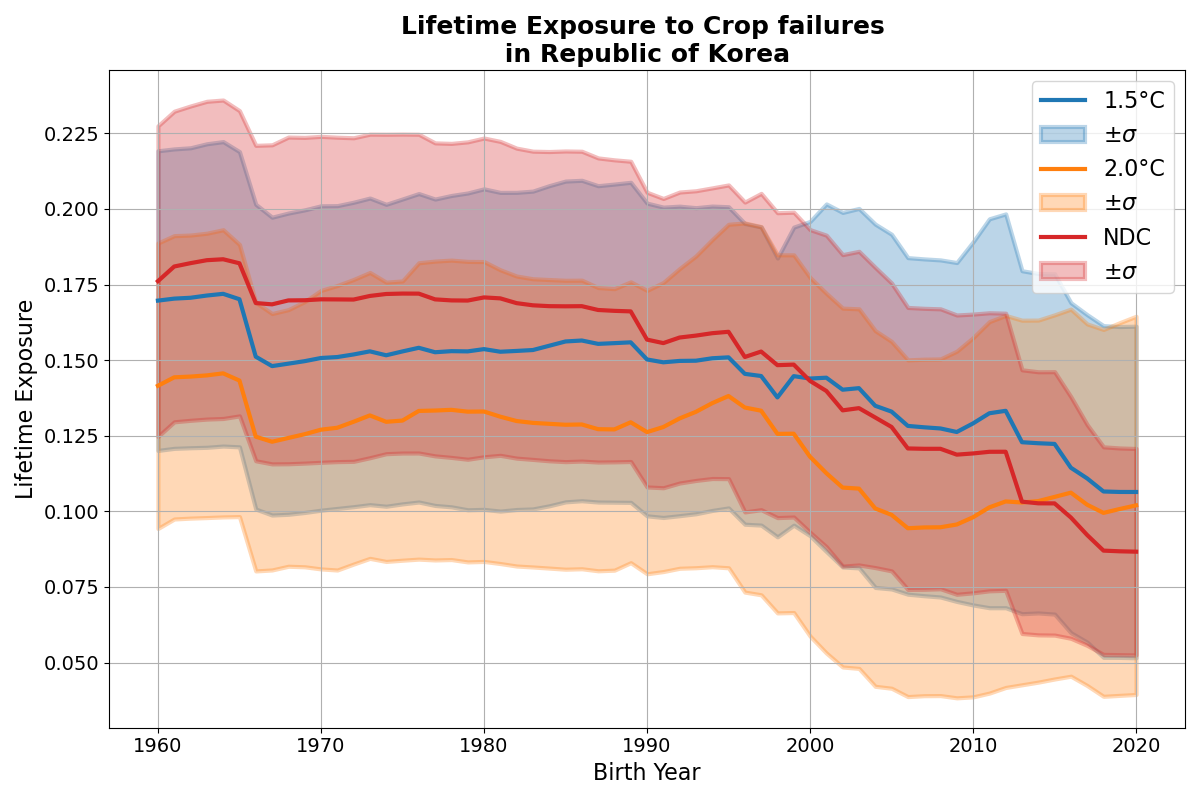 Lifetime Exposure to Crop failures
in Republic of Korea
1.5°C
±σ
2.0°C
±σ
NDC
±σ
Lifetime Exposure
0.225
0.200
0.175
0.150
0.125
0.100
0.075
0.050
1960 1970 1980 1990 2000 2010 2020
Birth Year